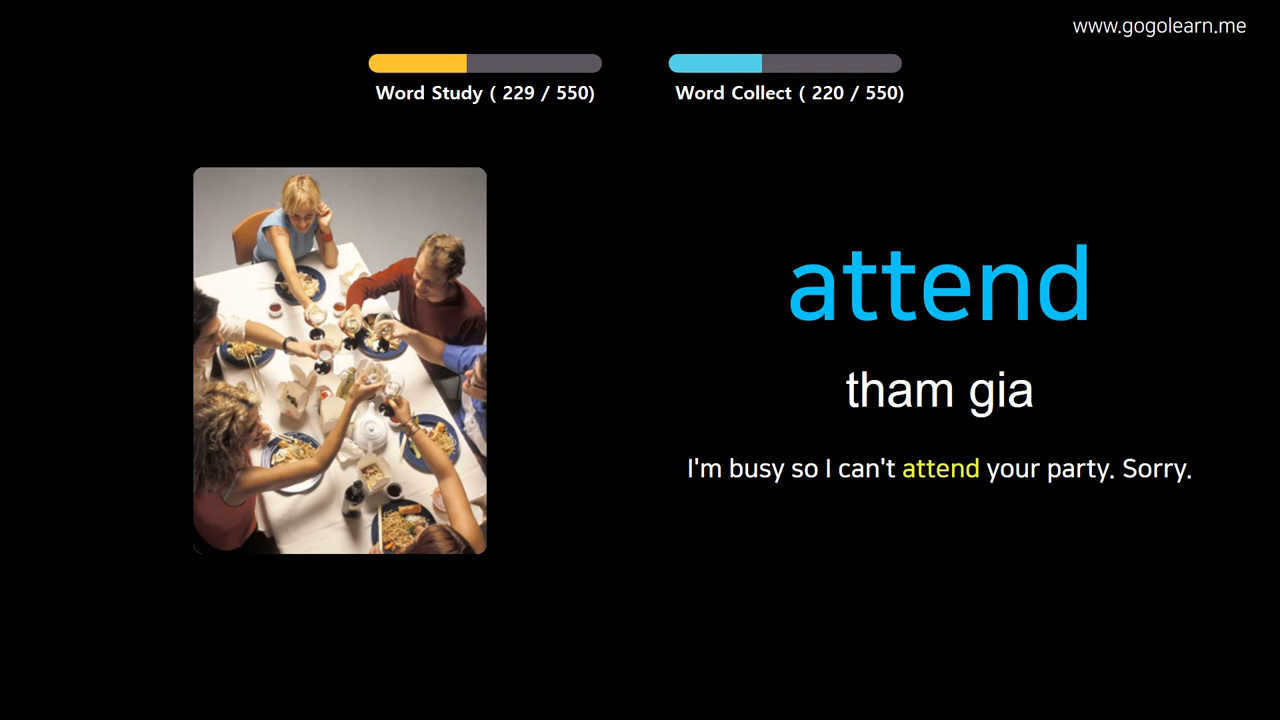 www.gogolearn.me
Word Study ( 229 / 550)
Word Collect ( 220 / 550)
attend
tham gia
I'm busy so I can't attend your party. Sorry.